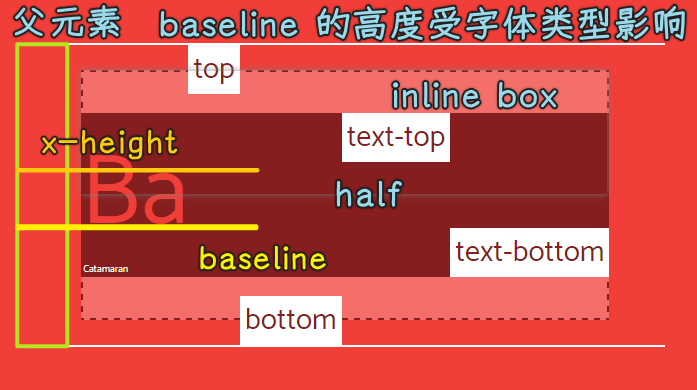 父元素 baseline 的高度受字体类型影响
top
inline box
text-top
x-height
Ba
half
text-bottom
baseline
Catamaran
bottom